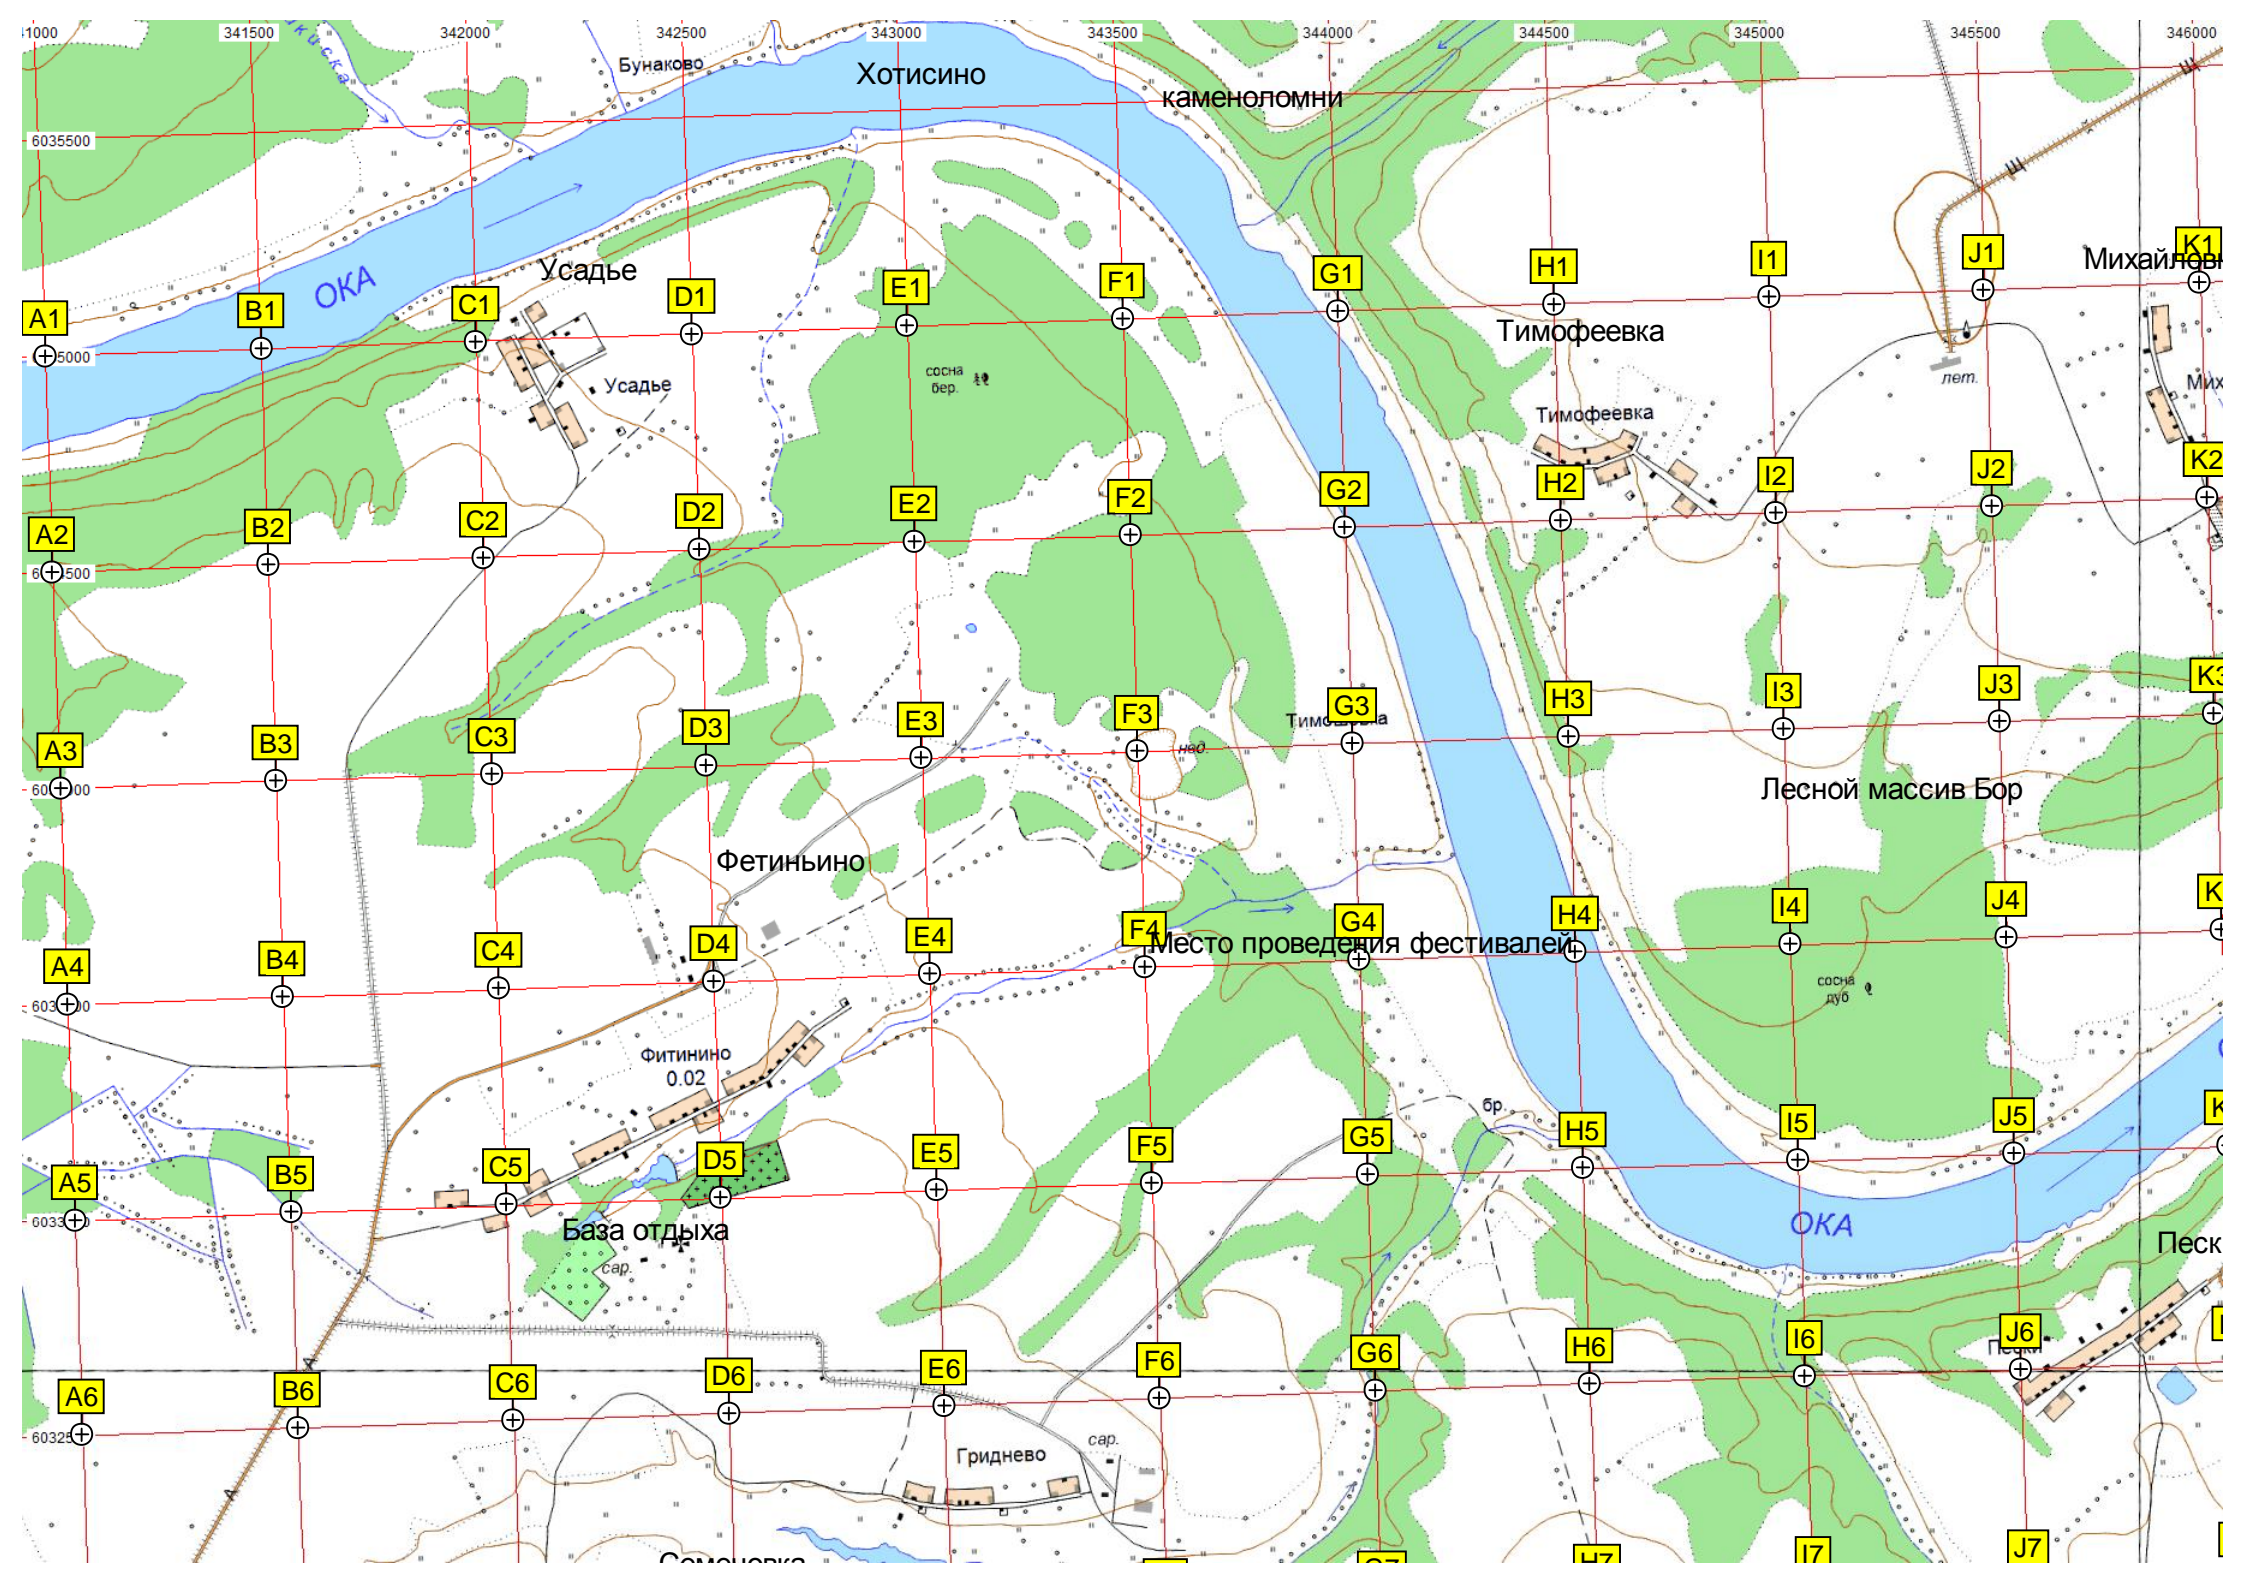 341500 342000 342500 343000 343500 344000 344500 345000 345500 346000
Бунаково
Хотисино
каменоломни
6035500
ОКА
Усадье
A1 B1 C1 D1 E1 F1 G1 H1 I1 J1 K1
Тимофеевка
Усадье
сосна
бер.
лет.
Тимофеевка
A2 B2 C2 D2 E2 F2 G2 H2 I2 J2 K2
A3 B3 C3 D3 E3 F3 G3 H3 I3 J3
нед.
Лесной массив Бор
Фетиньино
A4 B4 C4 D4 E4 F4 G4 H4 I4 J4
Место проведения фестивалей
сосна
дуб
Фитинино
0.02
бр.
A5 B5 C5 D5 E5 F5 G5 H5 I5 J5
База отдыха
ОКА
сар.
A6 B6 C6 D6 E6 F6 G6 H6 I6 J6
сар.
Гриднево
I7 J7